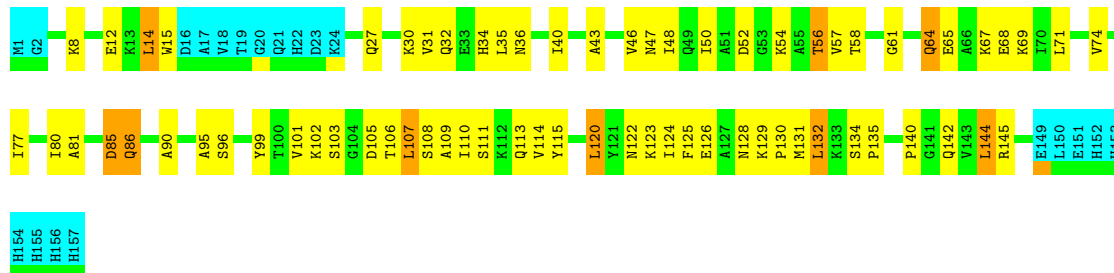 M1 G2 K8 E12 K13 L14 W15 D16 A17 V18 T19 G20 Q21 H22 D23 K24 Q27 K30 V31 Q32 E33 H34 L35 N36 I40 A43 V46 N47 I48 Q49 I50 A51 D52 G53 K54 A55 T56 V57 T58 G61 Q64 E65 A66 K67 E68 K69 I70 L71 V74
I77 I80 A81 D85 Q86 A90 A95 S96 Y99 T100 V101 K102 S103 G104 D105 T106 L107 S108 A109 I110 S111 K112 Q113 V114 Y115 L120 Y121 N122 K123 I124 F125 E126 A127 N128 K129 P130 M131 L132 K133 S134 P135 P140 G141 Q142 V143 L144 R145 E149 L150 E151 H152
H154 H155 H156 H157